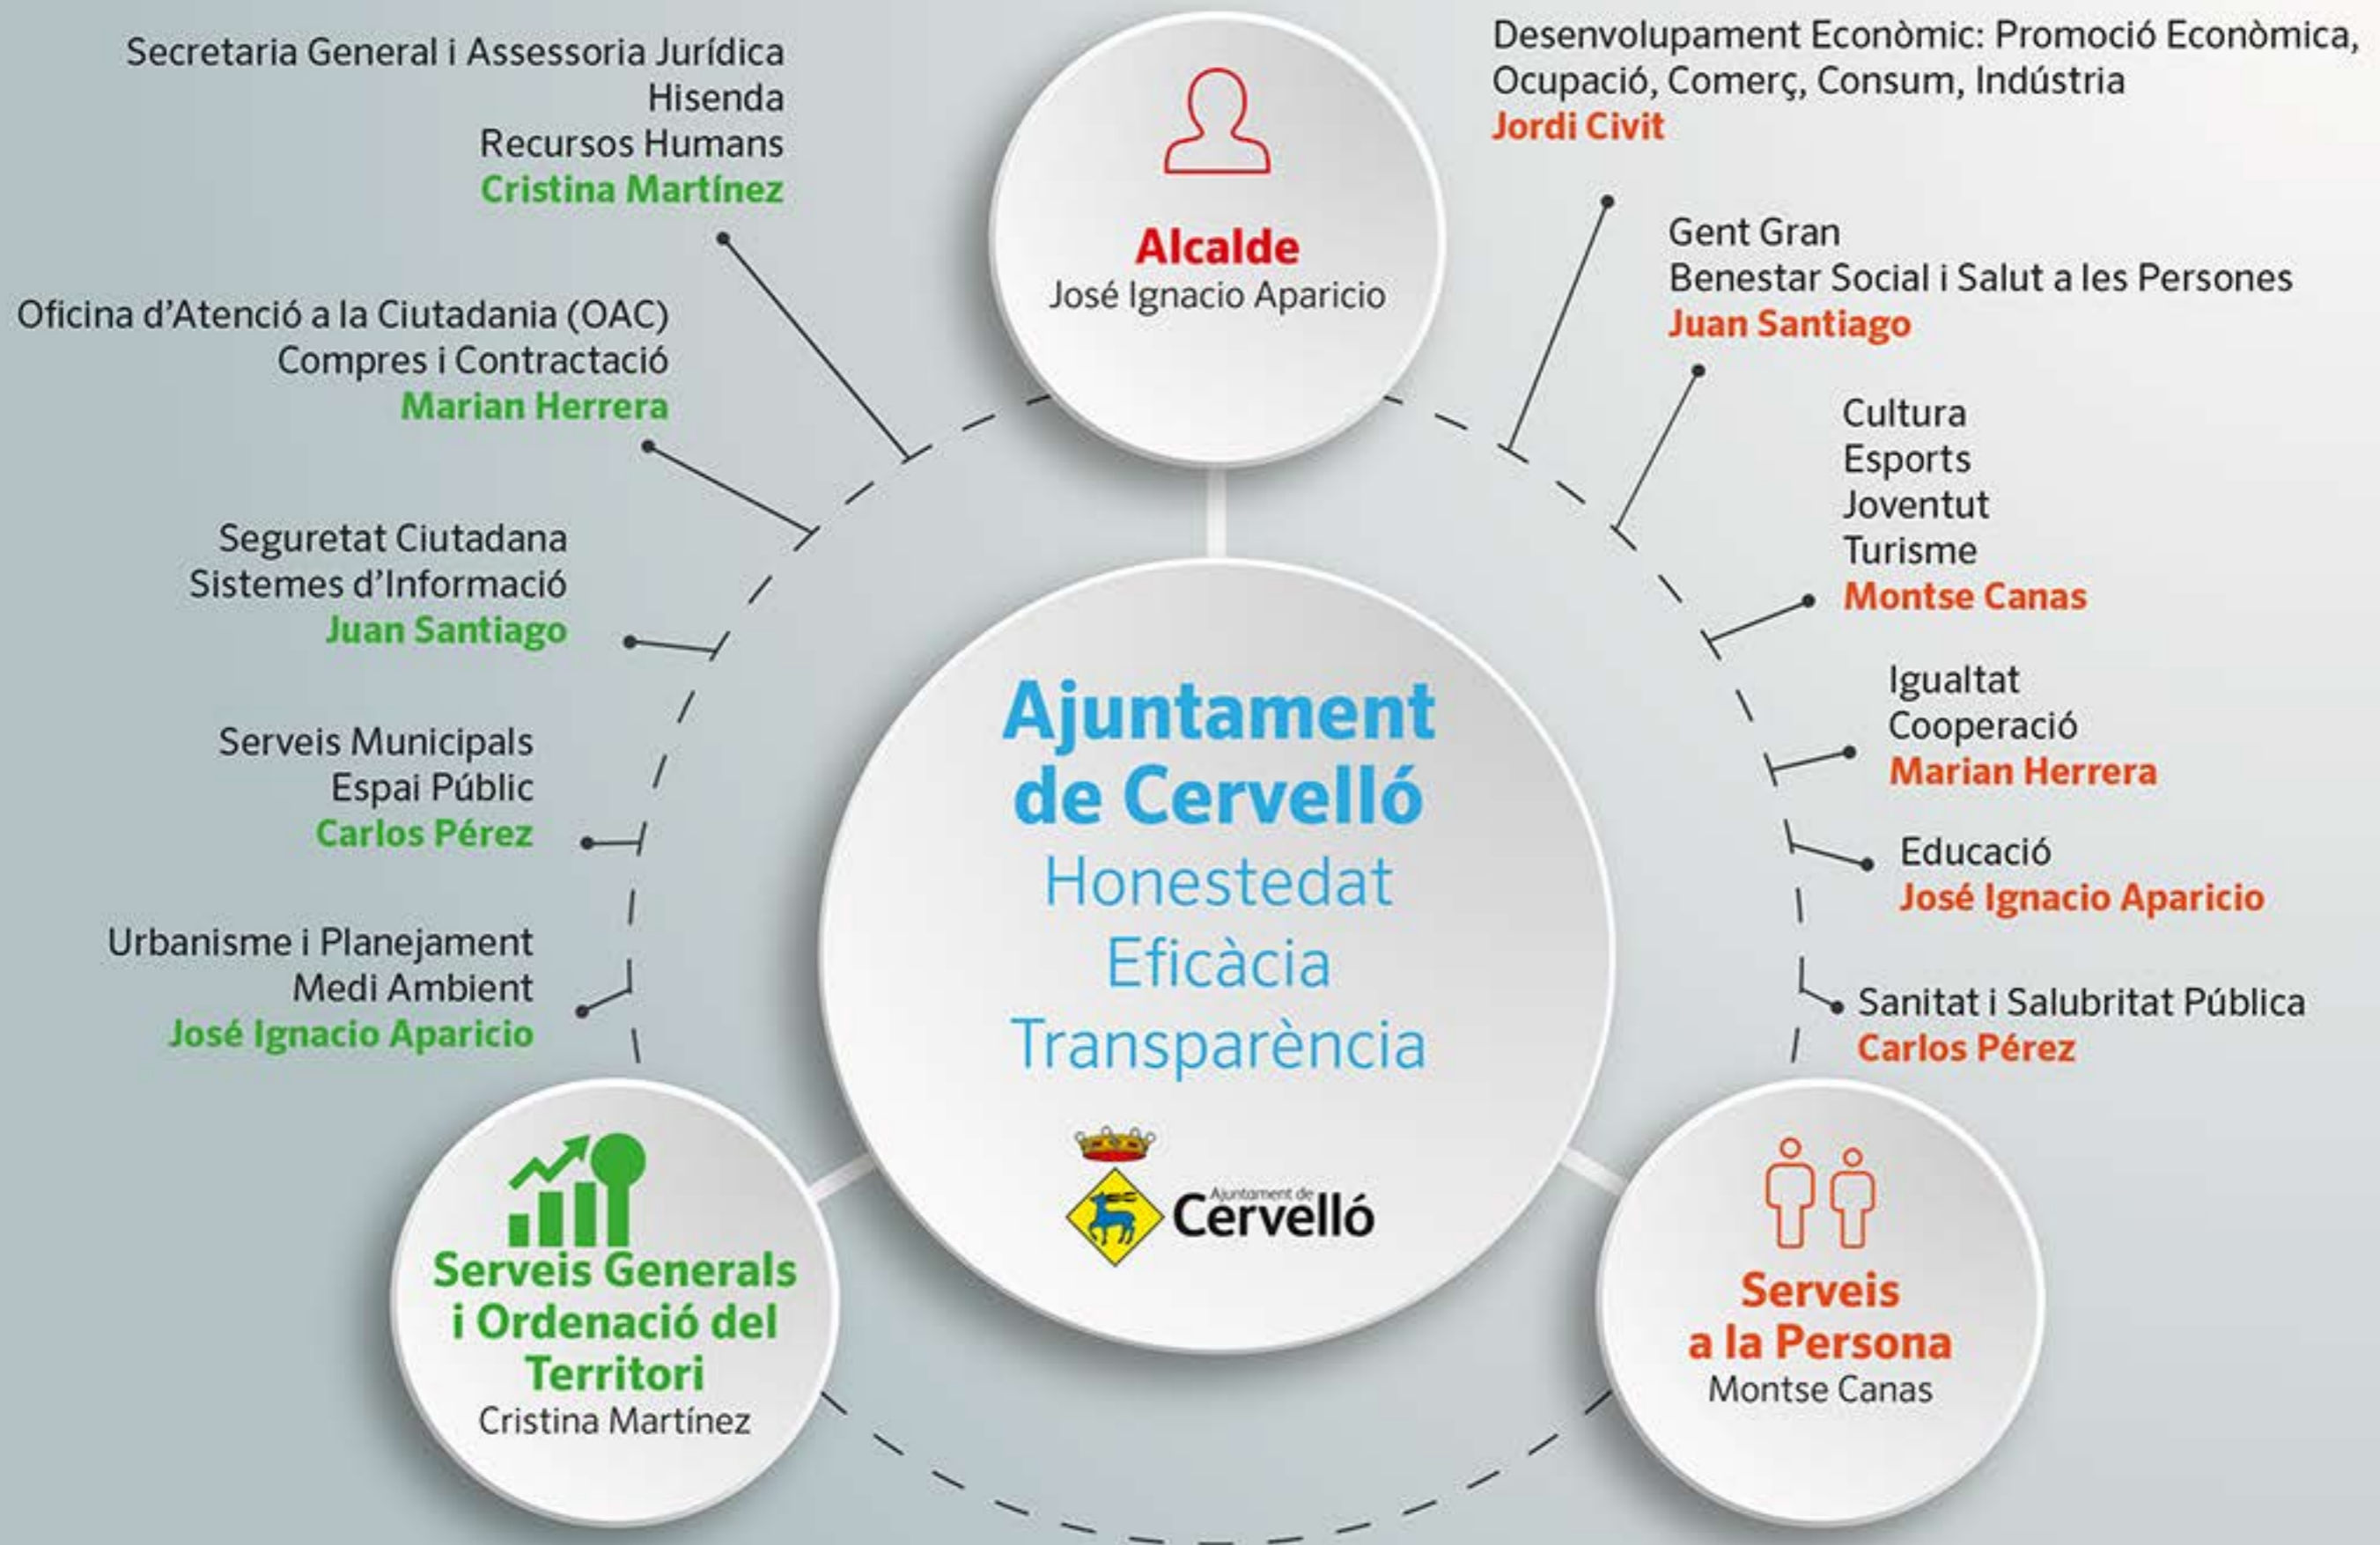 Secretaria General i Assessoria Jurídica
Hisenda
Recursos Humans
Cristina Martínez
Oficina d'Atenció a la Ciutadania (OAC)
Compres i Contractació
Marian Herrera
Seguretat Ciutadana
Sistemes d'Informació
Juan Santiago
Serveis Municipals
Espai Públic
Carlos Pérez
Urbanisme i Planejament
Medi Ambient
José Ignacio Aparicio
Alcalde
José Ignacio Aparicio
Desenvolupament Econòmic: Promoció Econòmica,
Ocupació, Comerç, Consum, Indústria
Jordi Civit
Gent Gran
Benestar Social i Salut a les Persones
Juan Santiago
Cultura
Esports
Joventut
Turisme
Montse Canas
Igualtat
Cooperació
Marian Herrera
Educació
José Ignacio Aparicio
Sanitat i Salubritat Pública
Carlos Pérez
Ajuntament
de Cervelló
Honestedat
Eficàcia
Transparència
Ajuntament de
Cervelló
Serveis Generals
i Ordenació del
Territori
Cristina Martínez
Serveis
a la Persona
Montse Canas